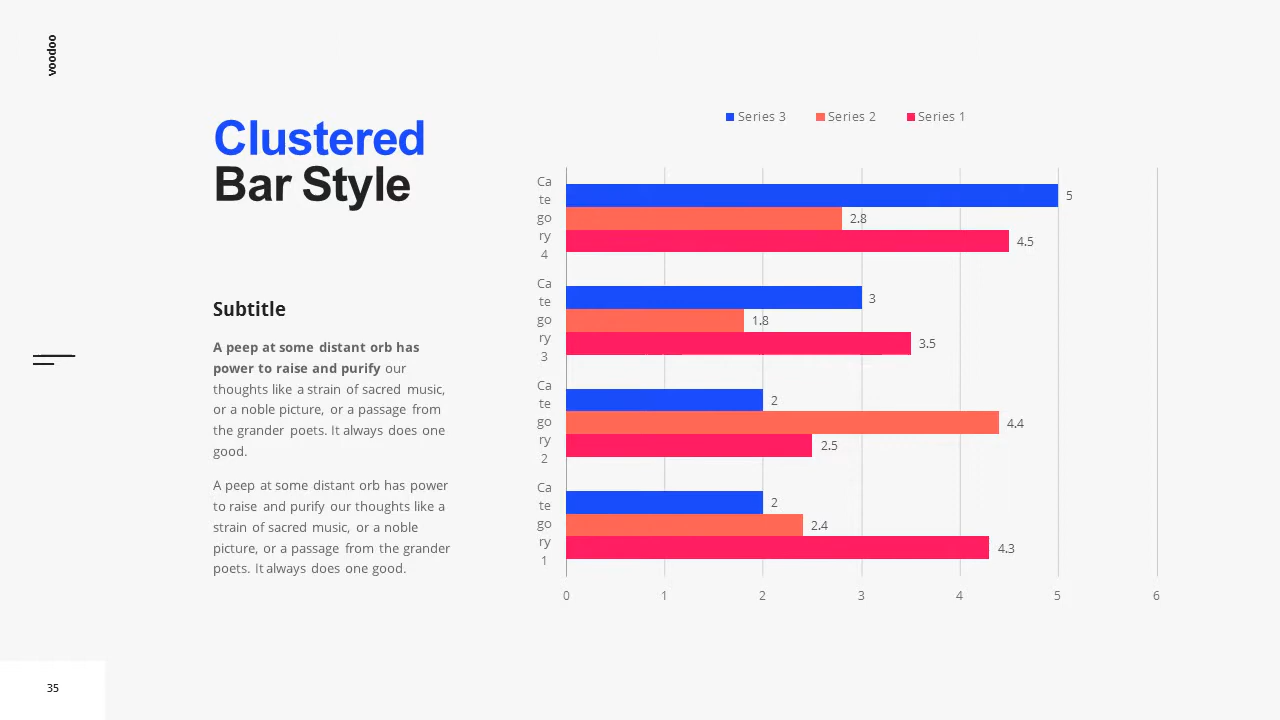 voodoo
Clustered
Bar Style
Subtitle
A peep at some distant orb has
power to raise and purify our
thoughts like a strain of sacred music,
or a noble picture, or a passage from
the grander poets. It always does one
good.
A peep at some distant orb has power
to raise and purify our thoughts like a
strain of sacred music, or a noble
picture, or a passage from the grander
poets. It always does one good.
Series 3 Series 2 Series 1
Ca
te
go
ry
4
5
2.8
4.5
Ca
te
go
ry
3
3
1.8
3.5
Ca
te
go
ry
2
2
4.4
2.5
Ca
te
go
ry
1
2
2.4
4.3
0 1 2 3 4 5 6
35